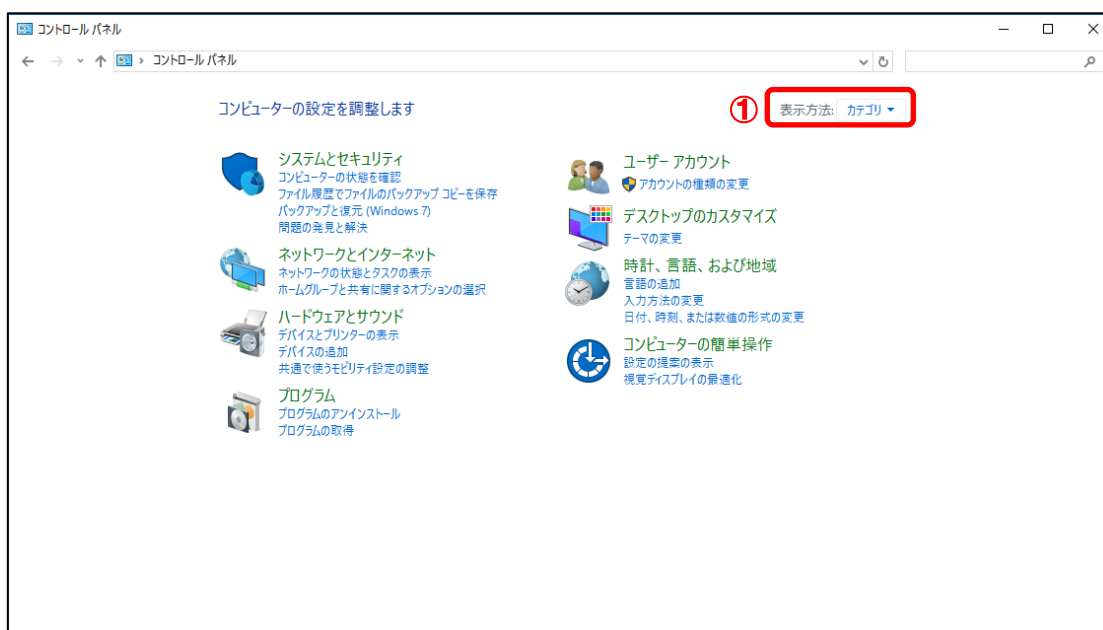 コントロール パネル
コントロール パネル
コンピューターの設定を調整します
① 表示方法: カテゴリ
システムとセキュリティ
コンピューターの状態を確認
ファイル履歴でファイルのバックアップ コピーを保存
バックアップと復元 (Windows 7)
問題の発見と解決
ネットワークとインターネット
ネットワークの状態とタスクの表示
ホームグループと共有に関するオプションの選択
ハードウェアとサウンド
デバイスとプリンターの表示
デバイスの追加
共通で使うモビリティ設定の調整
プログラム
プログラムのアンインストール
プログラムの取得
ユーザー アカウント
アカウントの種類の変更
デスクトップのカスタマイズ
テーマの変更
時計、言語、および地域
言語の追加
入力方法の変更
日付、時刻、または数値の形式の変更
コンピューターの簡単操作
設定の提案の表示
視覚ディスプレイの最適化